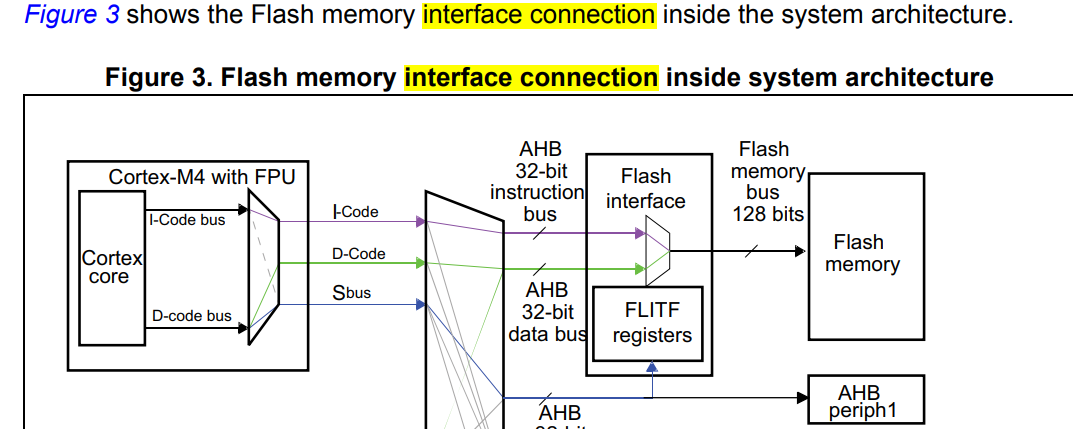 Figure 3 shows the Flash memory interface connection inside the system architecture.
Figure 3. Flash memory interface connection inside system architecture
Cortex-M4 with FPU
I-Code bus
Cortex
core
D-code bus
I-Code
D-Code
Sbus
AHB
32-bit
instruction
bus
AHB
32-bit
data bus
Flash
interface
FLITF
registers
Flash
memory
bus
128 bits
Flash
memory
AHB
periph1
AHB